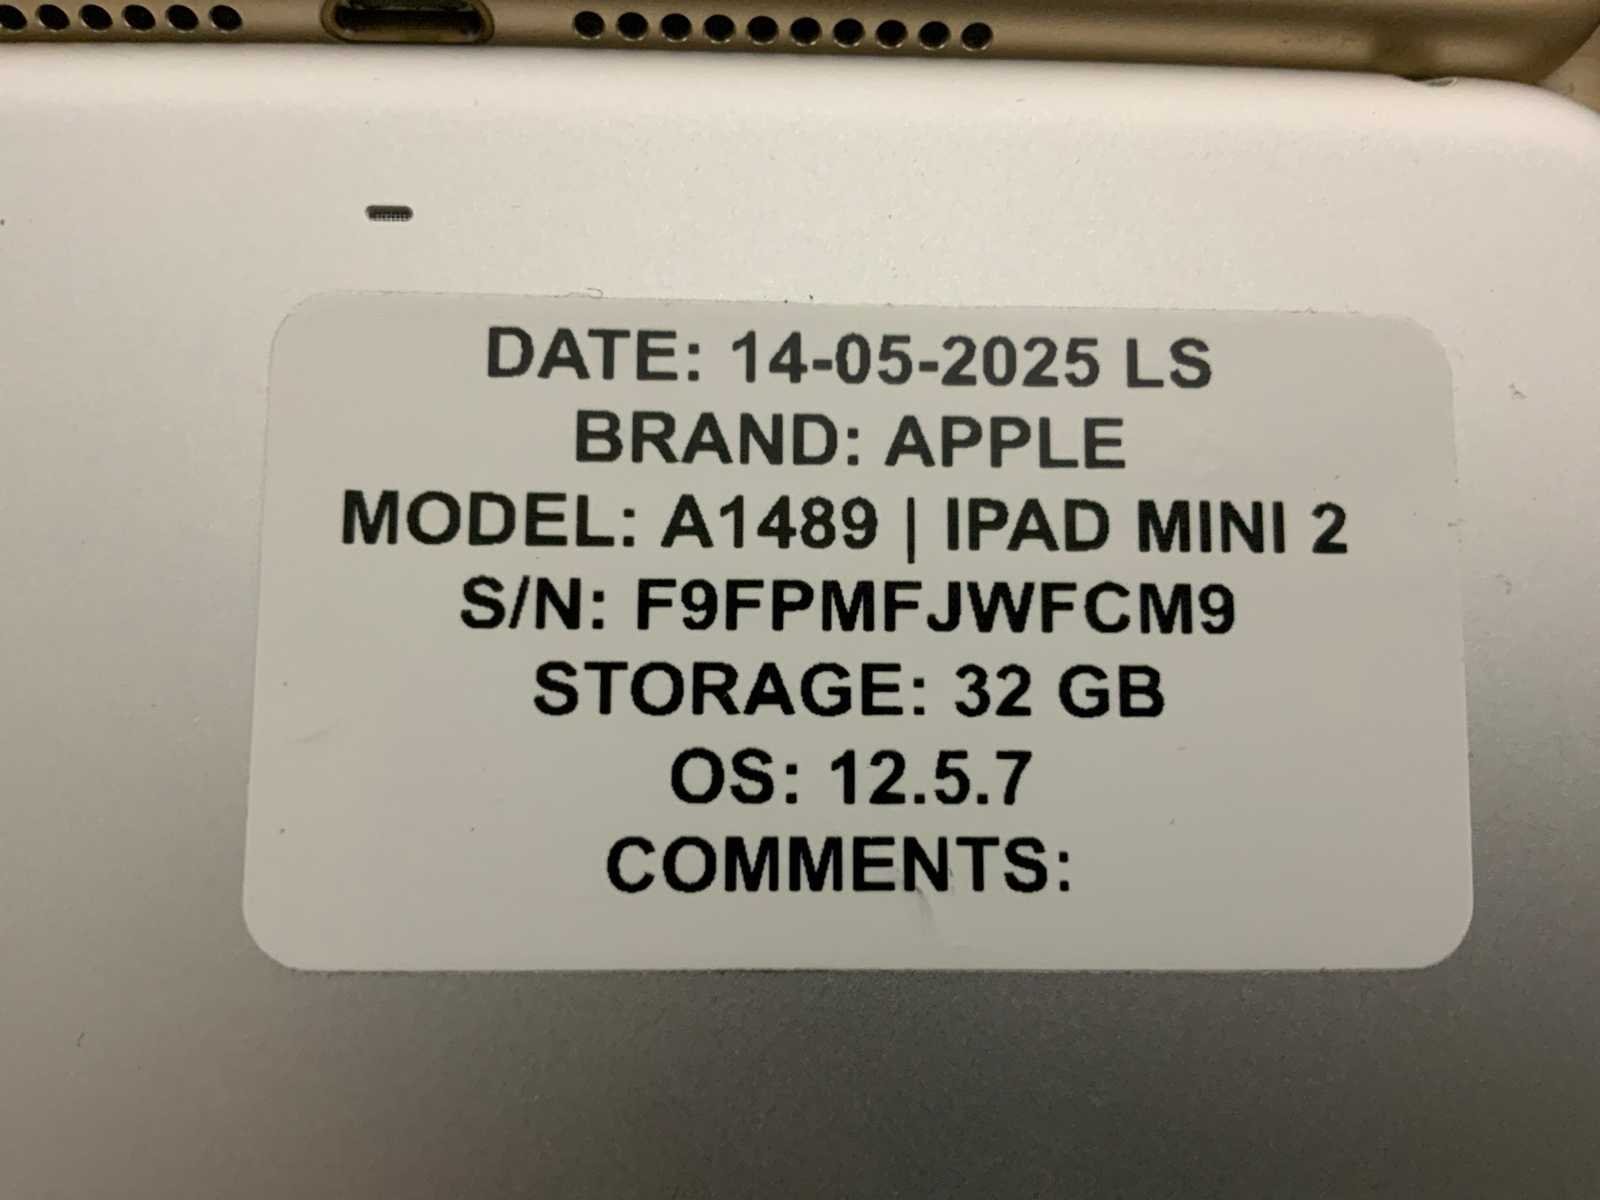 DATE: 14-05-2025 LS
BRAND: APPLE
MODEL: A1489 | IPAD MINI 2
S/N: F9FPMFJWFCM9
STORAGE: 32 GB
OS: 12.5.7
COMMENTS: